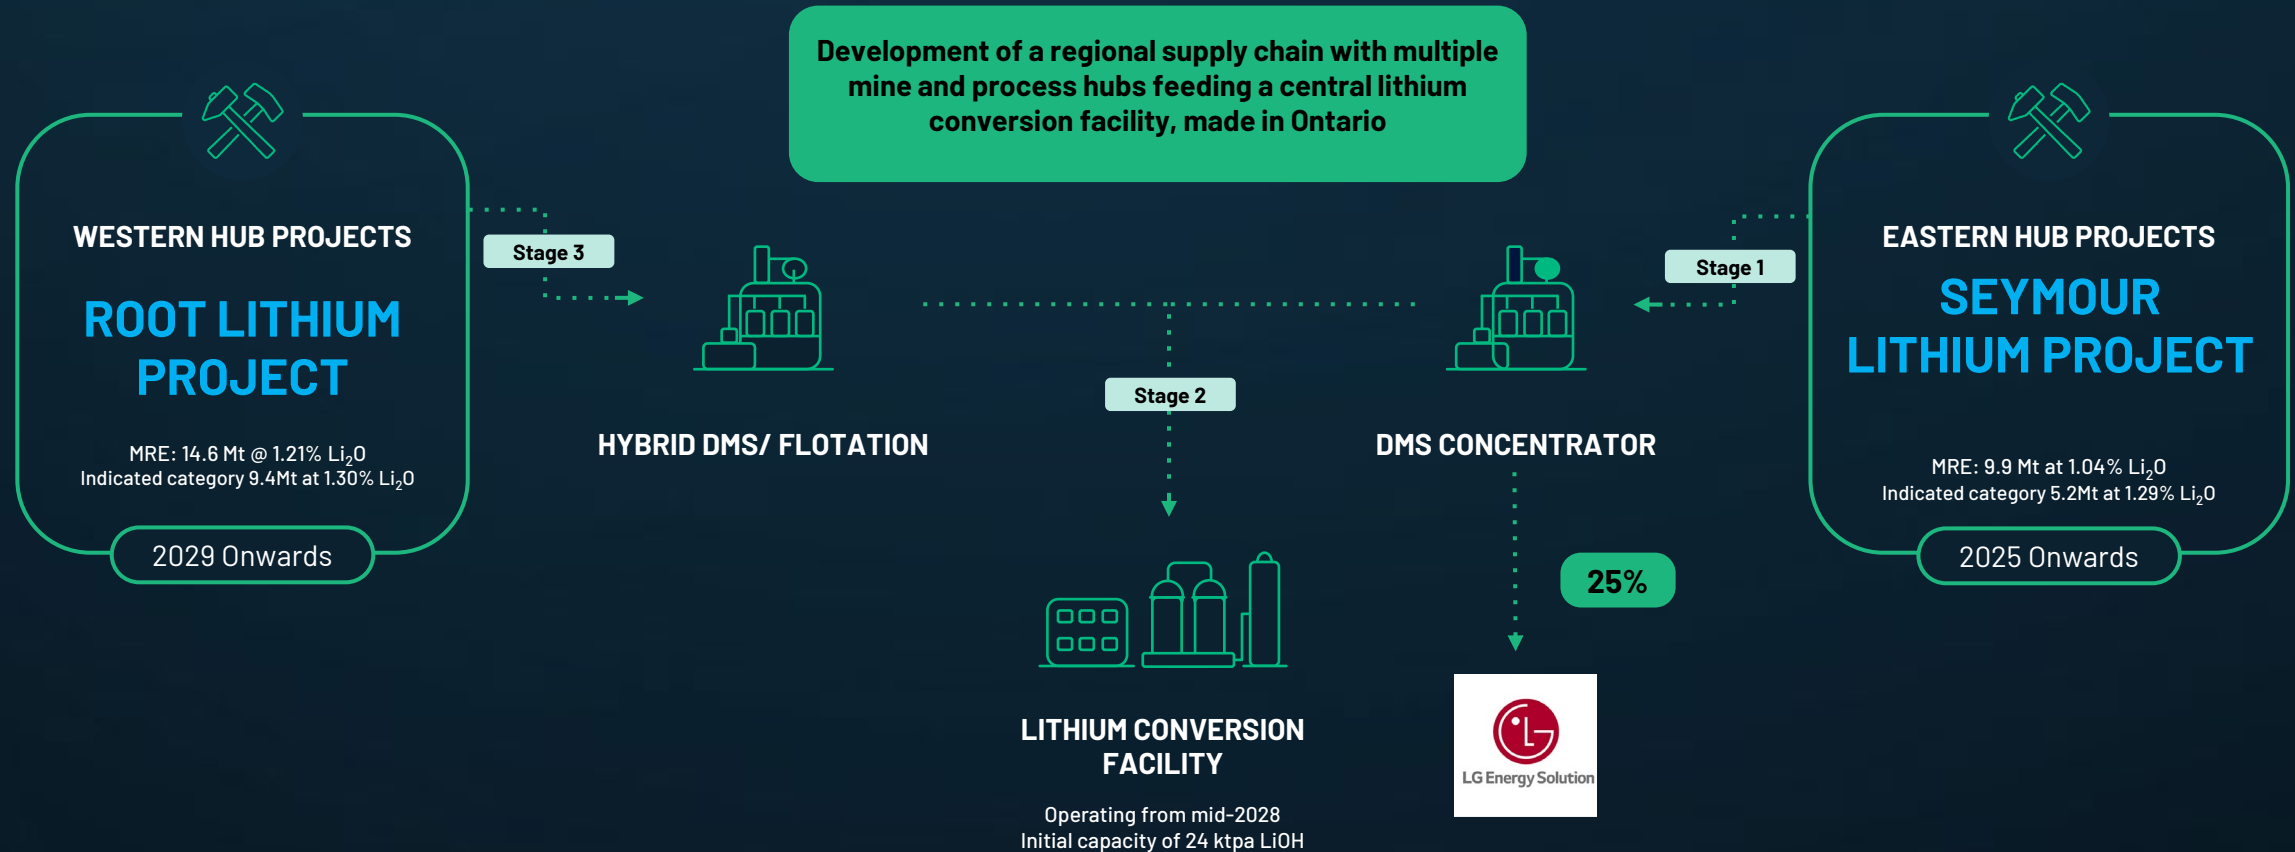 Development of a regional supply chain with multiple
mine and process hubs feeding a central lithium
conversion facility, made in Ontario
WESTERN HUB PROJECTS
ROOT LITHIUM
PROJECT
MRE: 14.6 Mt @ 1.21% Li₂O
Indicated category 9.4Mt at 1.30% Li₂O
2029 Onwards
Stage 3
HYBRID DMS/ FLOTATION
Stage 2
LITHIUM CONVERSION
FACILITY
Operating from mid-2028
Initial capacity of 24 ktpa LiOH
Stage 1
DMS CONCENTRATOR
25%
LG Energy Solution
EASTERN HUB PROJECTS
SEYMOUR
LITHIUM PROJECT
MRE: 9.9 Mt at 1.04% Li₂O
Indicated category 5.2Mt at 1.29% Li₂O
2025 Onwards